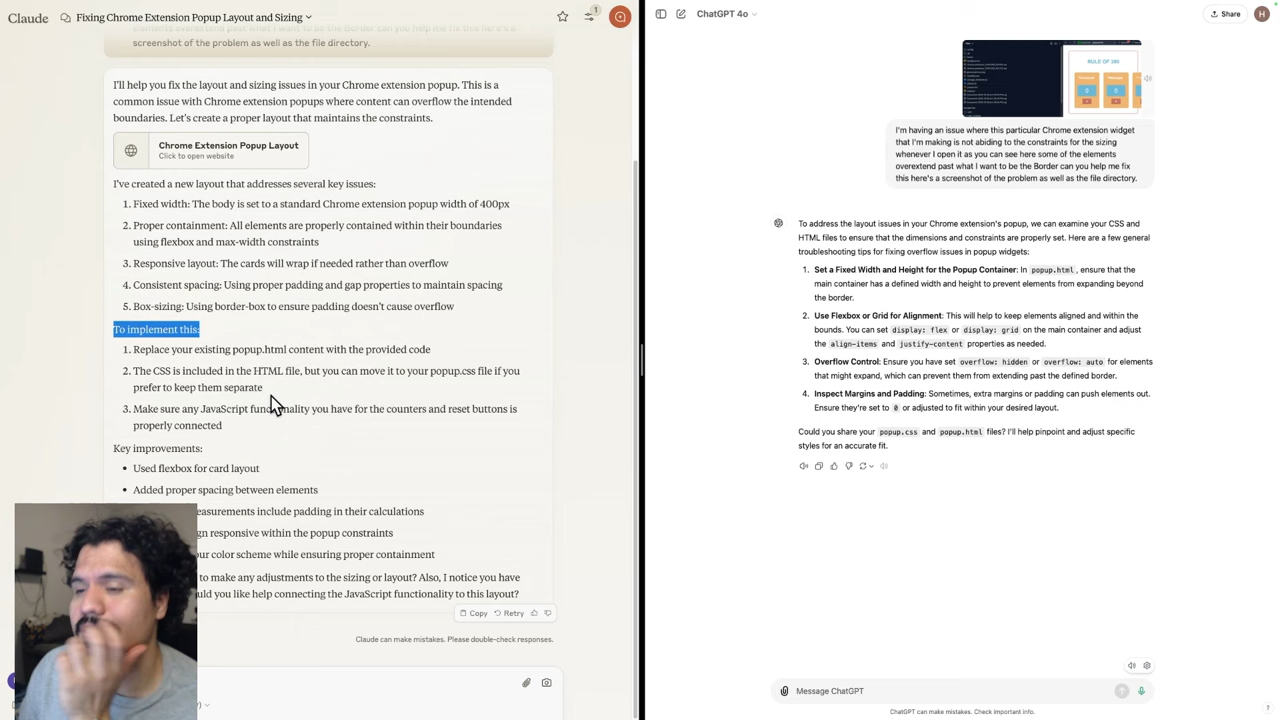 Claude
Fixing Chrome Extension Popup Layout and Sizing
1
screenshot of the problem as well as the file directory.
I'll help you fix the layout and sizing issues in your Chrome extension popup. This is a
common issue with Chrome extension popups where content can overflow the intended
boundaries. Let's create a properly
that maintains the constraints.
Chrome Extension Popup Layout
Click to open website
I've created a new layout that addresses several key issues:
1. Fixed width: The body is set to a standard Chrome extension popup width of 400px
2. Proper containment: All elements are properly contained within their boundaries
using flexbox and max-width constraints
3. Responsive layout: The cards will wrap if needed rather than overflow
4. Consistent spacing: Using proper padding and gap properties to maintain spacing
5. Box-sizing: Using border-box to ensure padding doesn't cause overflow
To implement this:
1. Replace your existing popup.html content with the provided code
2. The CSS is included in the HTML file, but you can move it to your popup.css file if you
prefer to keep them separate
3. Make sure any JavaScript functionality you have for the counters and reset buttons is
properly connected
Key improvements:
• Used flexbox for card layout
• Added proper spacing between elements
easurements include padding in their calculations
gn responsive within the popup constraints
our color scheme while ensuring proper containment
to make any adjustments to the sizing or layout? Also, I notice you have
uld you like help connecting the JavaScript functionality to this layout?
Copy Retry
Claude can make mistakes. Please double-check responses.
ChatGPT 4o
Share
H
RULE OF 100
0 0
I'm having an issue where this particular Chrome extension widget
that I'm making is not abiding to the constraints for the sizing
whenever I open it as you can see here some of the elements
overextend past what I want to be the Border can you help me fix
this here's a screenshot of the problem as well as the file directory.
To address the layout issues in your Chrome extension's popup, we can examine your CSS and
HTML files to ensure that the dimensions and constraints are properly set. Here are a few general
troubleshooting tips for fixing overflow issues in popup widgets:
1. Set a Fixed Width and Height for the Popup Container: In popup.html, ensure that the
main container has a defined width and height to prevent elements from expanding beyond
the border.
2. Use Flexbox or Grid for Alignment: This will help to keep elements aligned and within the
bounds. You can set display: flex or display: grid on the main container and adjust
the align-items and justify-content properties as needed.
3. Overflow Control: Ensure you have set overflow: hidden or overflow: auto for elements
that might expand, which can prevent them from extending past the defined border.
4. Inspect Margins and Padding: Sometimes, extra margins or padding can push elements out.
Ensure they're set to 0 or adjusted to fit within your desired layout.
Could you share your popup.css and popup.html files? I'll help pinpoint and adjust specific
styles for an accurate fit.
Message ChatGPT
ChatGPT can make mistakes. Check important info.
?